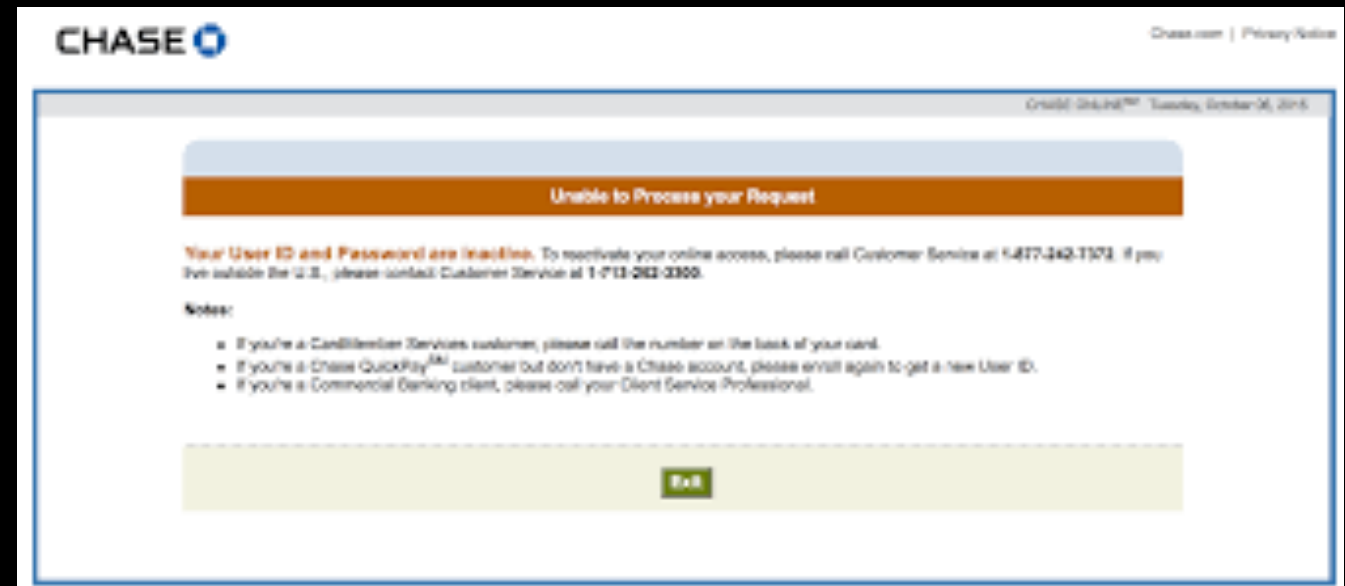 CHASE
Chase.com | Privacy Notice
CHASE ONLINE℠ Tuesday, October 06, 2015
Unable to Process your Request
Your User ID and Password are inactive. To reactivate your online access, please call Customer Service at 1-877-242-7372. If you
live outside the U.S., please contact Customer Service at 1-713-262-3300.
Notes:
If you're a CardMember Services customer, please call the number on the back of your card.
If you're a Chase QuickPay℠ customer but don't have a Chase account, please enroll again to get a new User ID.
If you're a Commercial Banking client, please call your Client Service Professional.
Exit